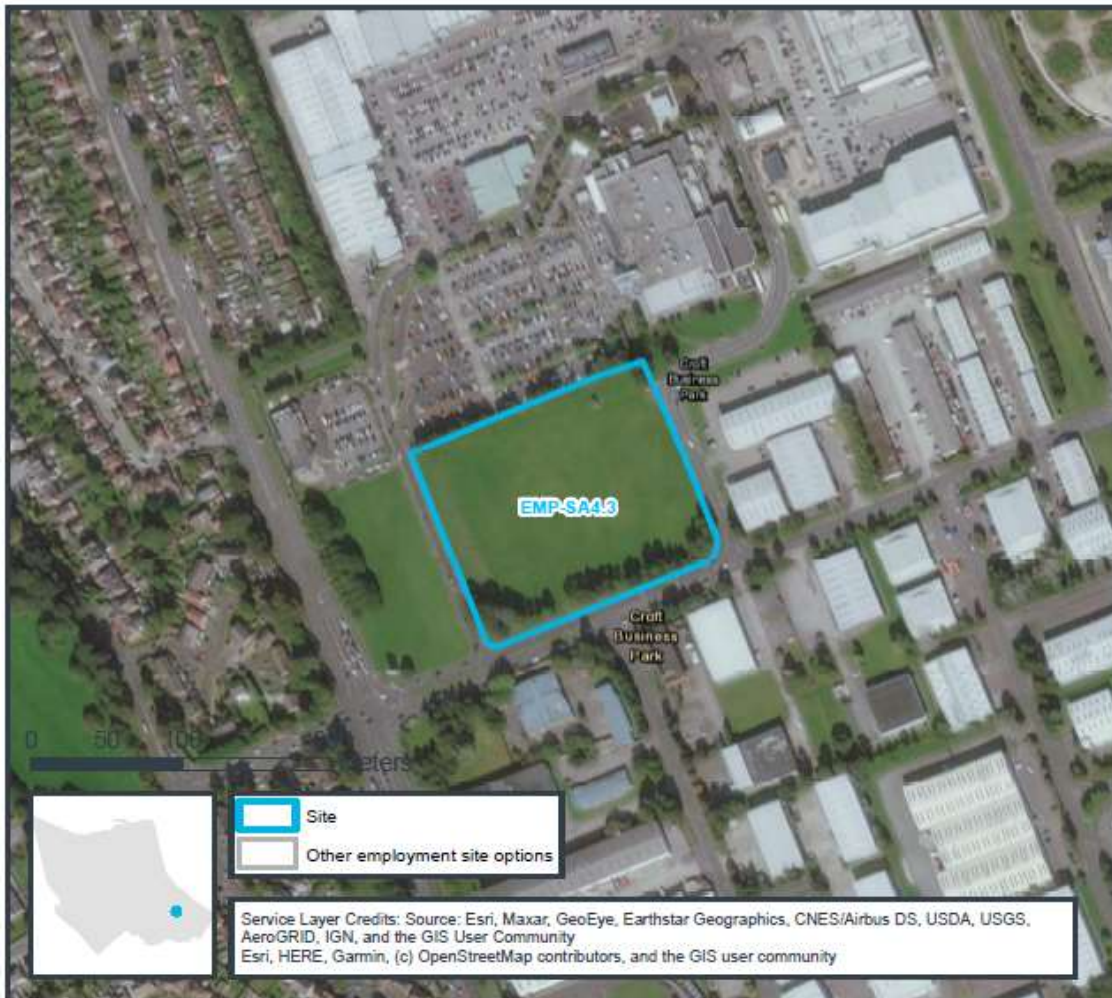 Croft
Business
Park
EMP-SA4.3
Croft
Business
Park
0 50 100
Meters
Site
Other employment site options
Service Layer Credits: Source: Esri, Maxar, GeoEye, Earthstar Geographics, CNES/Airbus DS, USDA, USGS,
AeroGRID, IGN, and the GIS User Community
Esri, HERE, Garmin, (c) OpenStreetMap contributors, and the GIS user community